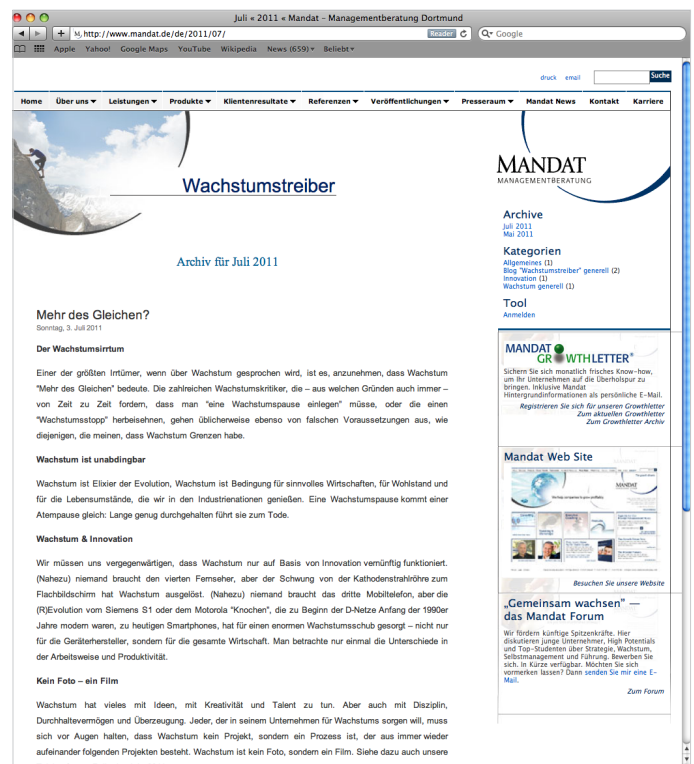 Juli « 2011 « Mandat – Managementberatung Dortmund
http://www.mandat.de/de/2011/07/
Reader
Google
Apple Yahoo! Google Maps YouTube Wikipedia News (659) Beliebt
druck email
Suche
Home Über uns Leistungen Produkte Klientenresultate Referenzen Veröffentlichungen Presseraum Mandat News Kontakt Karriere
Wachstumstreiber
MANDAT
MANAGEMENTBERATUNG
Archiv für Juli 2011
Mehr des Gleichen?
Sonntag, 3. Juli 2011
Der Wachstumsirrtum
Einer der größten Irrtümer, wenn über Wachstum gesprochen wird, ist es, anzunehmen, dass Wachstum
"Mehr des Gleichen" bedeute. Die zahlreichen Wachstumskritiker, die – aus welchen Gründen auch immer –
von Zeit zu Zeit fordern, dass man "eine Wachstumspause einlegen" müsse, oder die einen
"Wachstumsstopp" herbeisehnen, gehen üblicherweise ebenso von falschen Voraussetzungen aus, wie
diejenigen, die meinen, dass Wachstum Grenzen habe.
Wachstum ist unabdingbar
Wachstum ist Elixier der Evolution, Wachstum ist Bedingung für sinnvolles Wirtschaften, für Wohlstand und
für die Lebensumstände, die wir in den Industrienationen genießen. Eine Wachstumspause kommt einer
Atempause gleich: Lange genug durchgehalten führt sie zum Tode.
Wachstum & Innovation
Wir müssen uns vergegenwärtigen, dass Wachstum nur auf Basis von Innovation vernünftig funktioniert.
(Nahezu) niemand braucht den vierten Fernseher, aber der Schwung von der Kathodenstrahlröhre zum
Flachbildschirm hat Wachstum ausgelöst. (Nahezu) niemand braucht das dritte Mobiltelefon, aber die
(R)Evolution vom Siemens S1 oder dem Motorola "Knochen", die zu Beginn der D-Netze Anfang der 1990er
Jahre modern waren, zu heutigen Smartphones, hat für einen enormen Wachstumsschub gesorgt – nicht nur
für die Gerätehersteller, sondern für die gesamte Wirtschaft. Man betrachte nur einmal die Unterschiede in
der Arbeitsweise und Produktivität.
Kein Foto – ein Film
Wachstum hat vieles mit Ideen, mit Kreativität und Talent zu tun. Aber auch mit Disziplin,
Durchhaltevermögen und Überzeugung. Jeder, der in seinem Unternehmen für Wachstums sorgen will, muss
sich vor Augen halten, dass Wachstum kein Projekt, sondern ein Prozess ist, der aus immer wieder
aufeinander folgenden Projekten besteht. Wachstum ist kein Foto, sondern ein Film. Siehe dazu auch unsere
Archive
Juli 2011
Mai 2011
Kategorien
Allgemeines (1)
Blog "Wachstumstreiber" generell (2)
Innovation (1)
Wachstum generell (1)
Tool
Anmelden
MANDAT
GROWTHLETTER®
Sichern Sie sich monatlich frisches Know-how,
um Ihr Unternehmen auf die Überholspur zu
bringen. Inklusive Mandat
Hintergrundinformationen als persönliche E-Mail.
Registrieren Sie sich für unseren Growthletter
Zum aktuellen Growthletter
Zum Growthletter Archiv
Mandat Web Site
MANDAT
Besuchen Sie unsere Website
„Gemeinsam wachsen" —
das Mandat Forum
Wir fördern künftige Spitzenkräfte. Hier
diskutieren junge Unternehmer, High Potentials
und Top-Studenten über Strategie, Wachstum,
Selbstmanagement und Führung. Bewerben Sie
sich. In Kürze verfügbar. Möchten Sie sich
vormerken lassen? Dann senden Sie mir eine E-
Mail.
Zum Forum